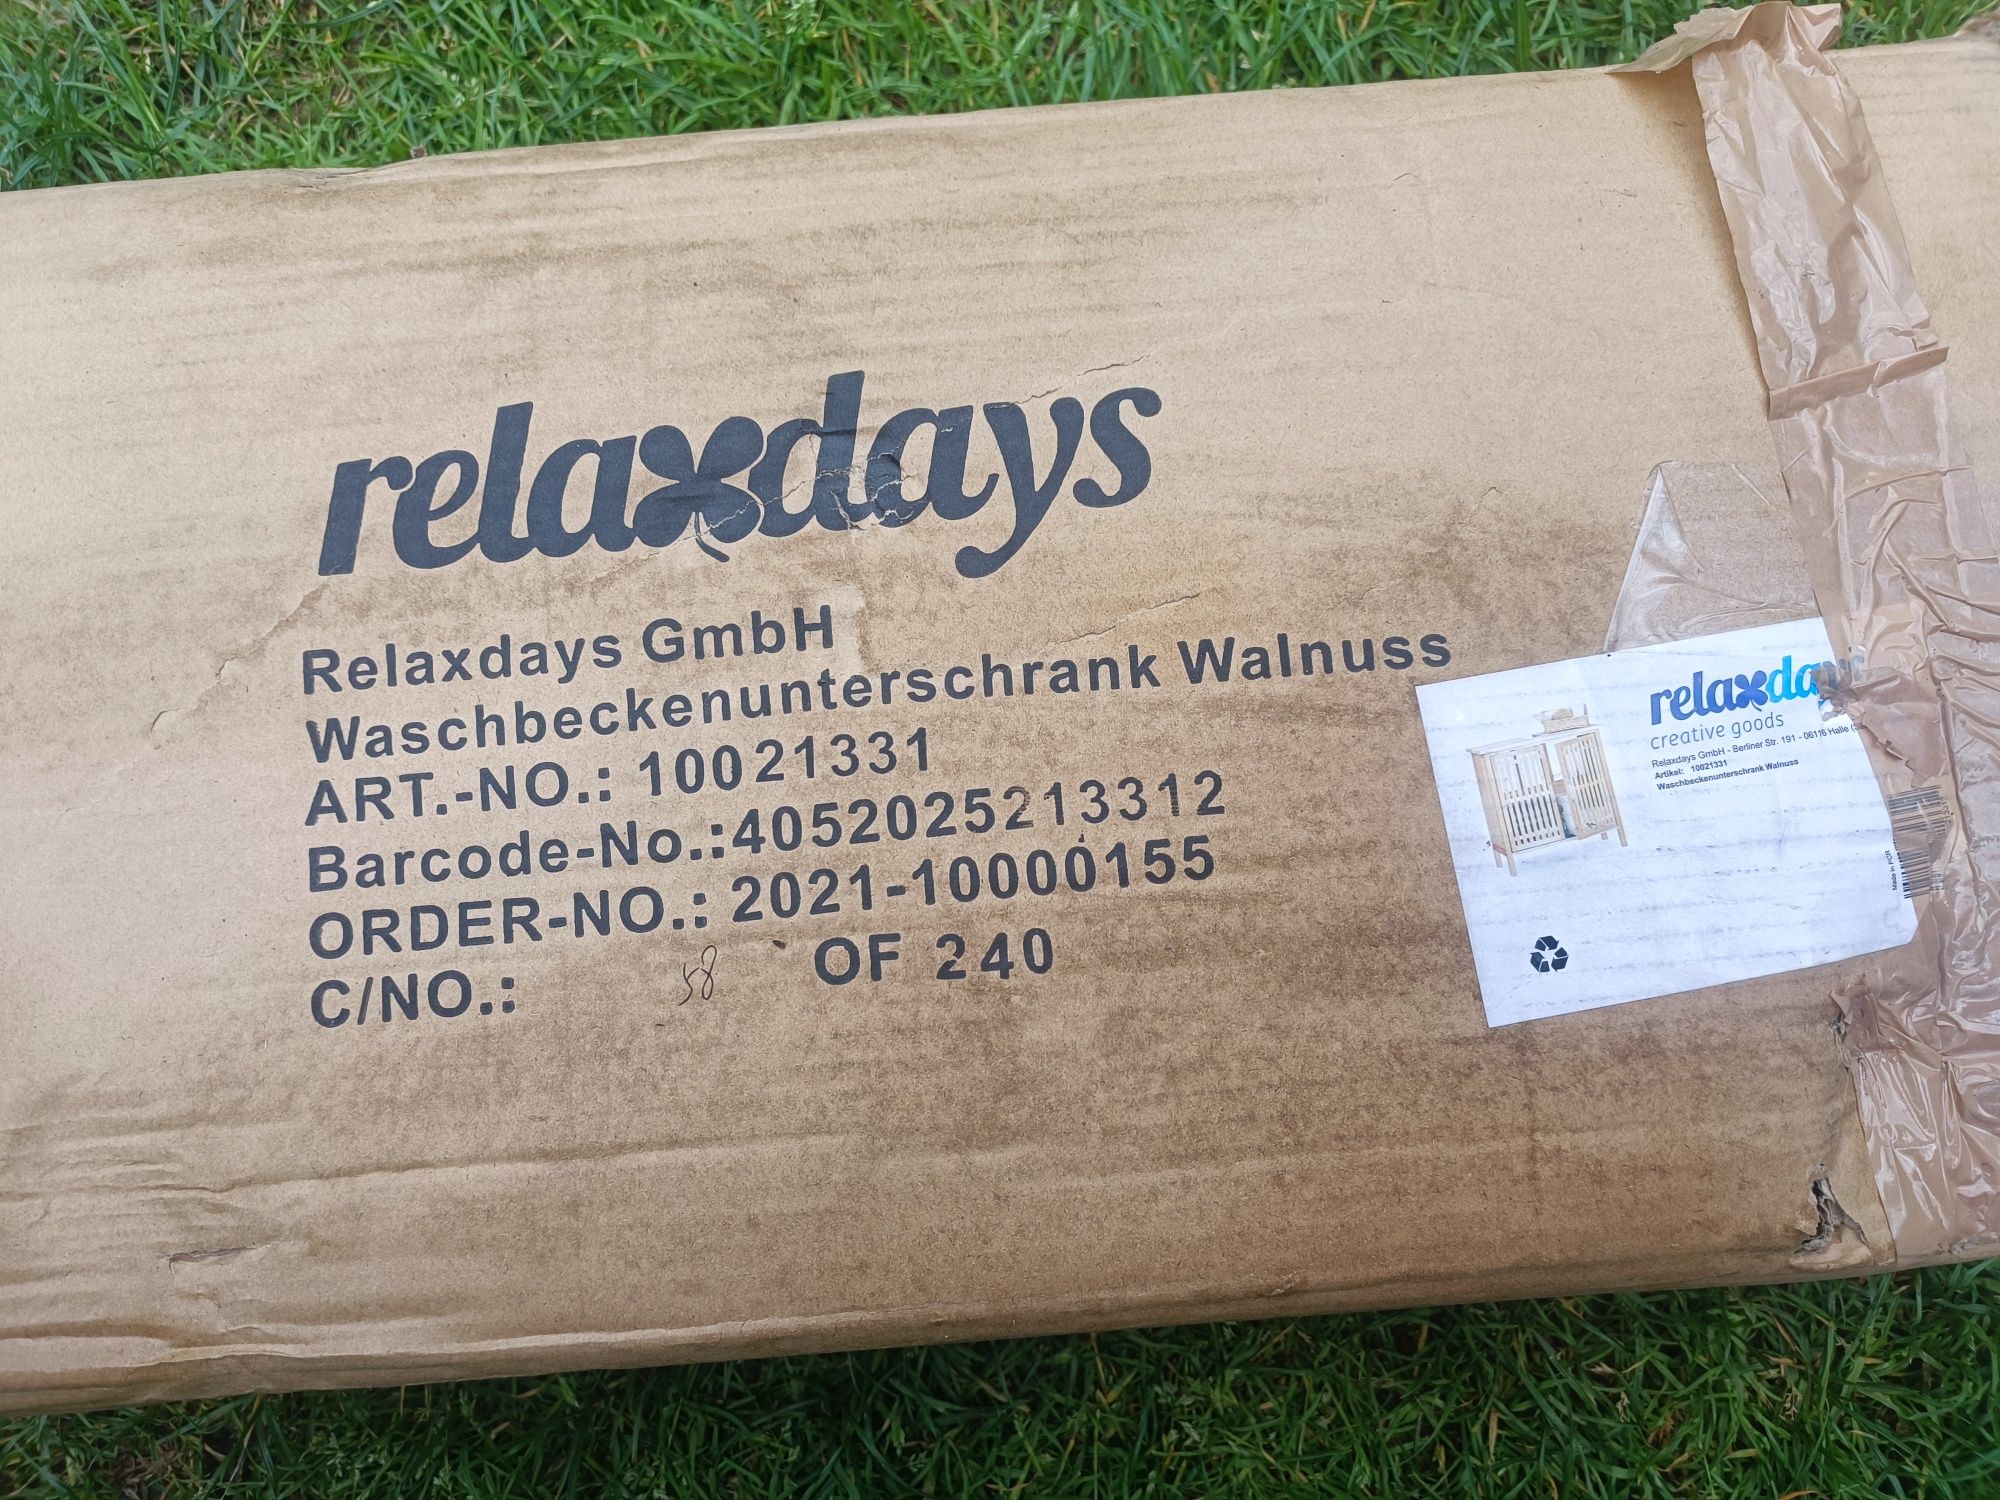 relaxdays
Relaxdays GmbH
Waschbeckenunterschrank Walnuss
ART.-NO.: 10021331
Barcode-No.:4052025213312
ORDER-NO.: 2021-10000155
C/NO.: 58 OF 240
relaxdays
creative goods
Relaxdays GmbH - Berliner Str. 191 - 06116 Halle (S
Artikel: 10021331
Waschbeckenunterschrank Walnuss